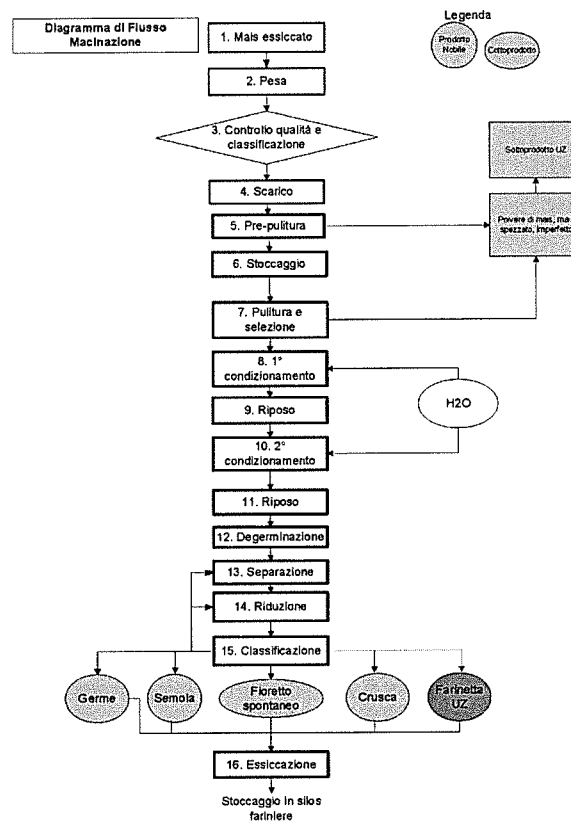 Diagramma di Flusso
Macinazione
Legenda
Prodotto
Nobile
Cottoprodotto
1. Mais essiccato
2. Pesa
3. Controllo qualità e
classificazione
4. Scarico
5. Pre-pulitura
6. Stoccaggio
7. Pulitura e
selezione
8. 1°
condizionamento
9. Riposo
10. 2°
condizionamento
11. Riposo
12. Degerminazione
13. Separazione
14. Riduzione
15. Classificazione
Sottoprodotto UZ
Polvere di mais, ma
spezzato, imperfetto
H2O
Germe
Semola
Fioretto
spontaneo
Crusca
Farinetta
UZ
16. Essiccazione
Stoccaggio in silos
fariniere